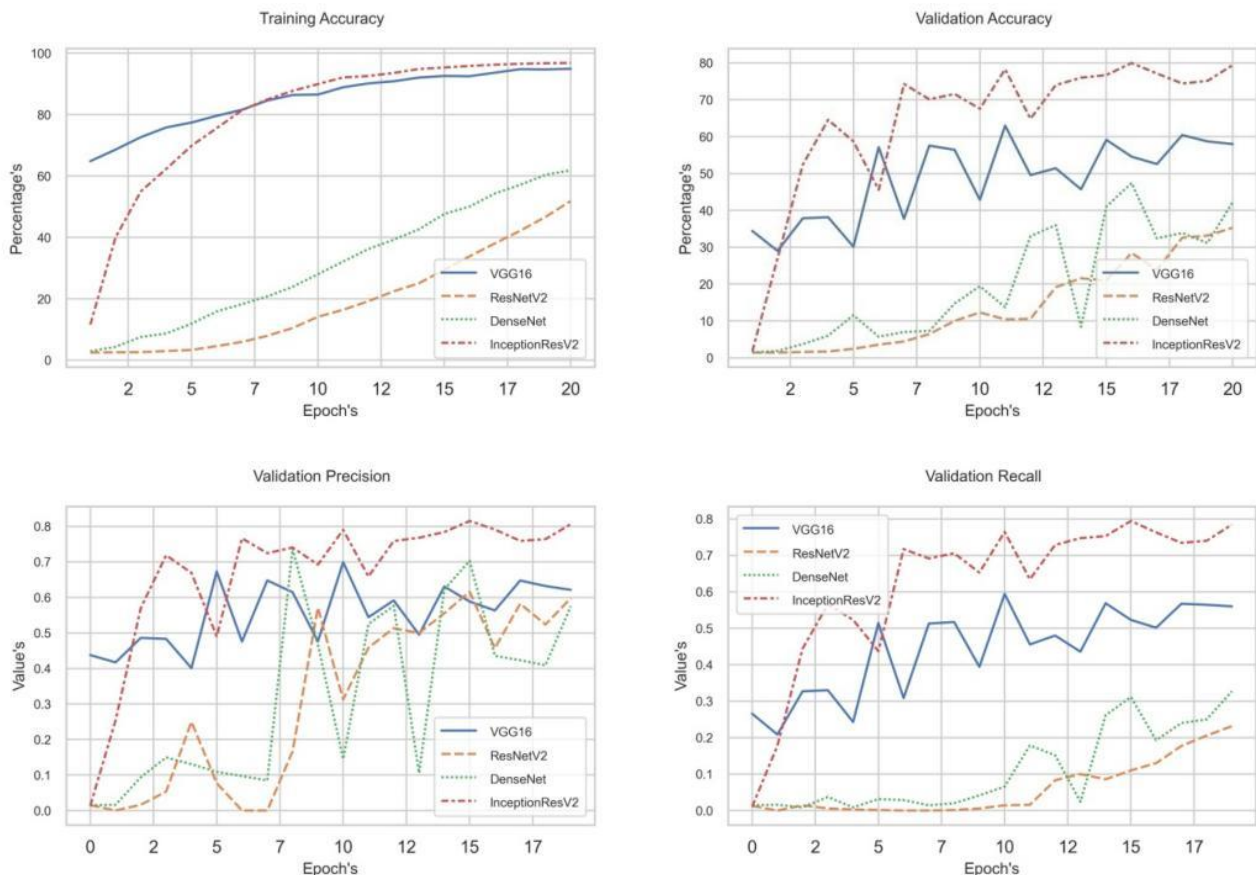 Training Accuracy
Percentage's
100
80
60
40
20
0
VGG16
ResNetV2
DenseNet
InceptionResV2
2 5 7 10 12 15 17 20
Epoch's
Validation Accuracy
Percentage's
80
70
60
50
40
30
20
10
0
VGG16
ResNetV2
DenseNet
InceptionResV2
2 5 7 10 12 15 17 20
Epoch's
Validation Precision
Value's
0.8
0.7
0.6
0.5
0.4
0.3
0.2
0.1
0.0
VGG16
ResNetV2
DenseNet
InceptionResV2
0 2 5 7 10 12 15 17
Epoch's
Validation Recall
Value's
0.8
0.7
0.6
0.5
0.4
0.3
0.2
0.1
0.0
VGG16
ResNetV2
DenseNet
InceptionResV2
0 2 5 7 10 12 15 17
Epoch's